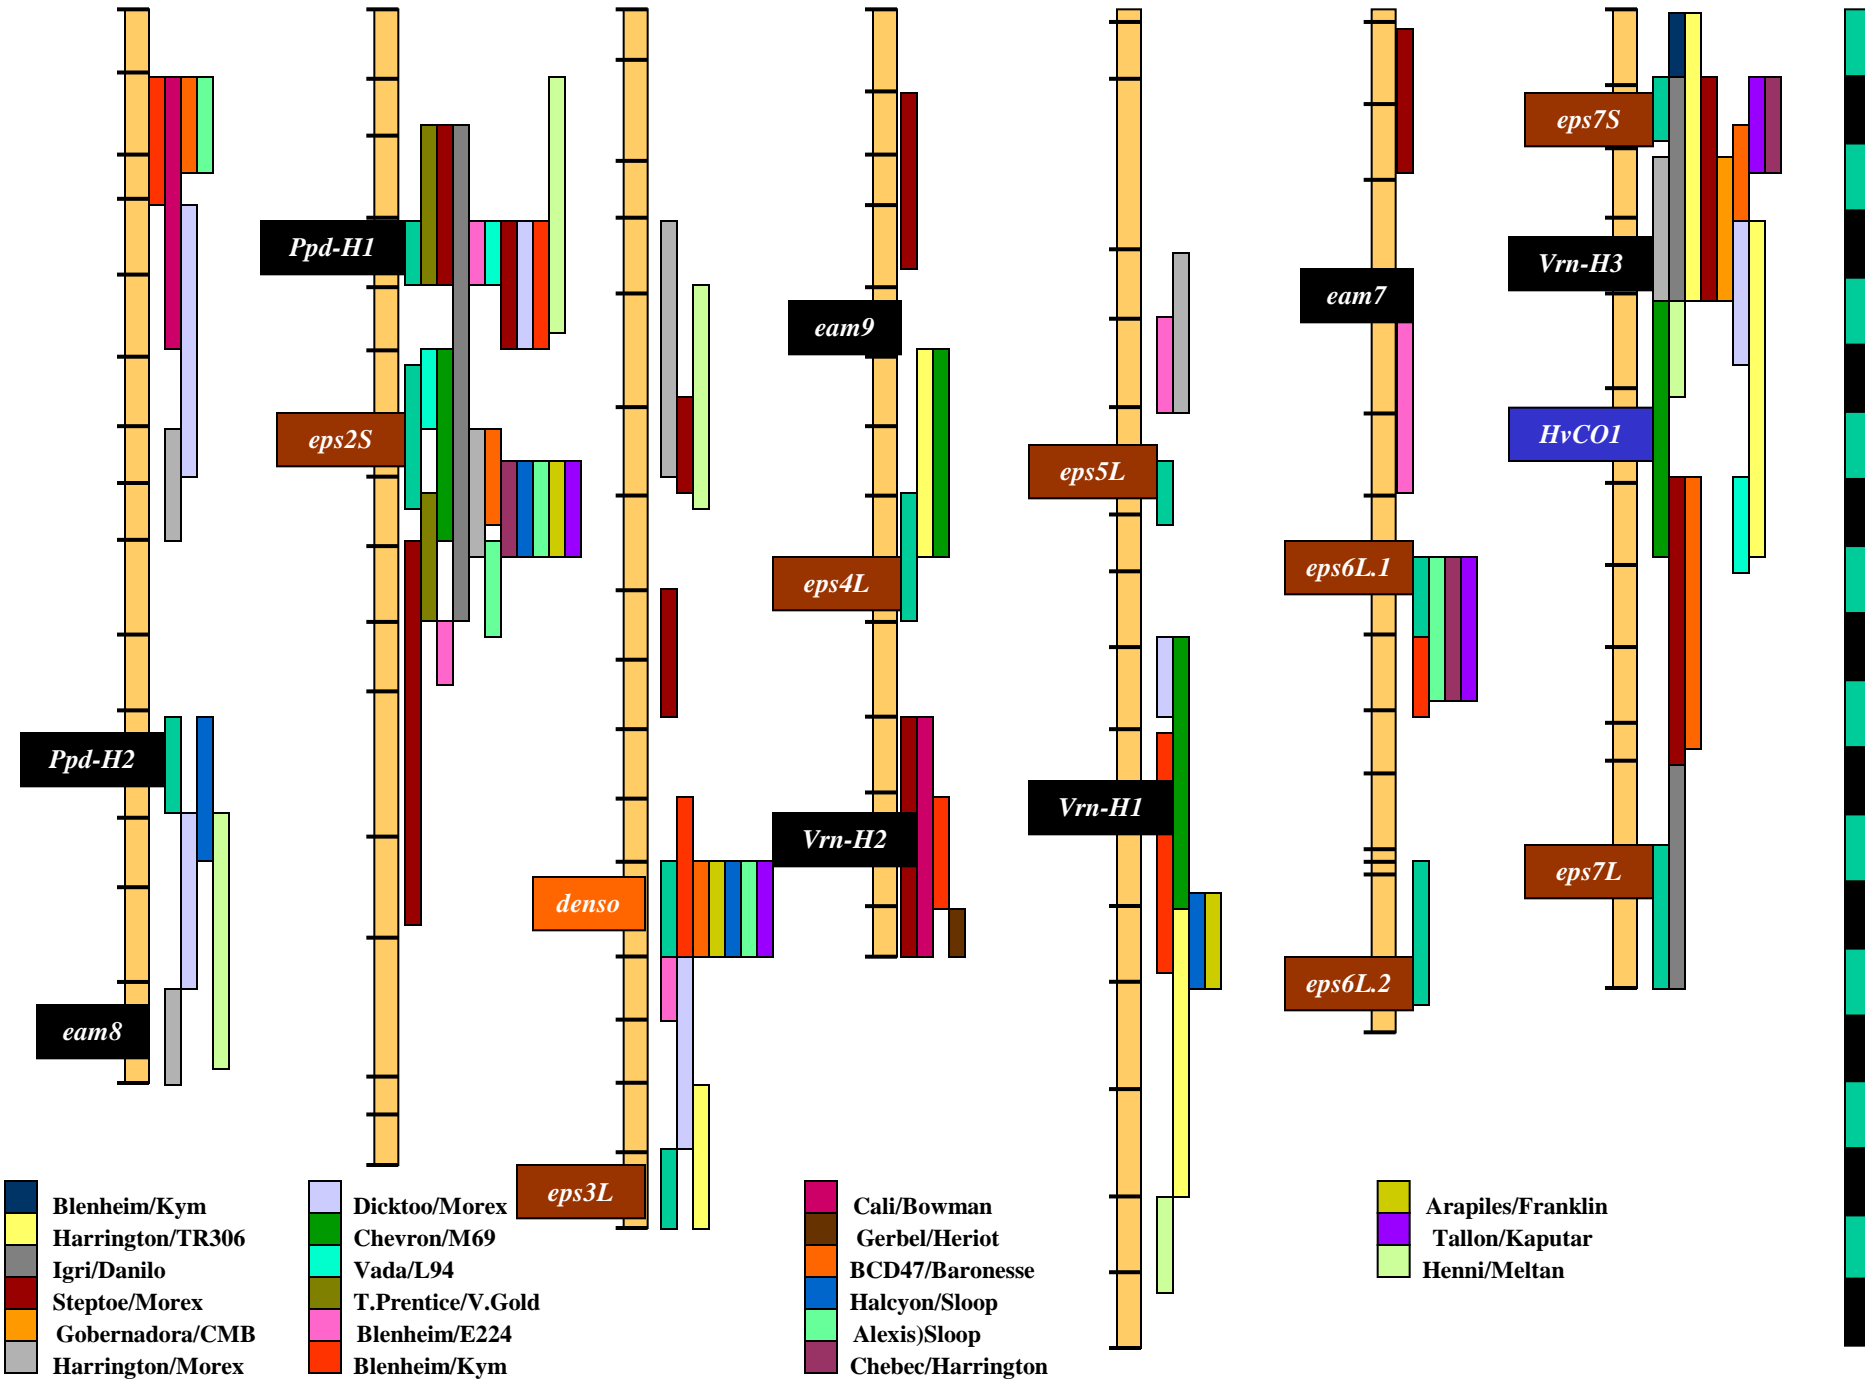 eps7S
Ppd-H1
Vrn-H3
eam7
eam9
eps2S
HvCO1
eps5L
eps6L.1
eps4L
Ppd-H2
Vrn-H1
Vrn-H2
eps7L
denso
eps6L.2
eam8
eps3L
Blenheim/Kym
Harrington/TR306
Igri/Danilo
Steptoe/Morex
Gobernadora/CMB
Harrington/Morex
Dicktoo/Morex
Chevron/M69
Vada/L94
T.Prentice/V.Gold
Blenheim/E224
Blenheim/Kym
Cali/Bowman
Gerbel/Heriot
BCD47/Baronesse
Halcyon/Sloop
Alexis)Sloop
Chebec/Harrington
Arapiles/Franklin
Tallon/Kaputar
Henni/Meltan